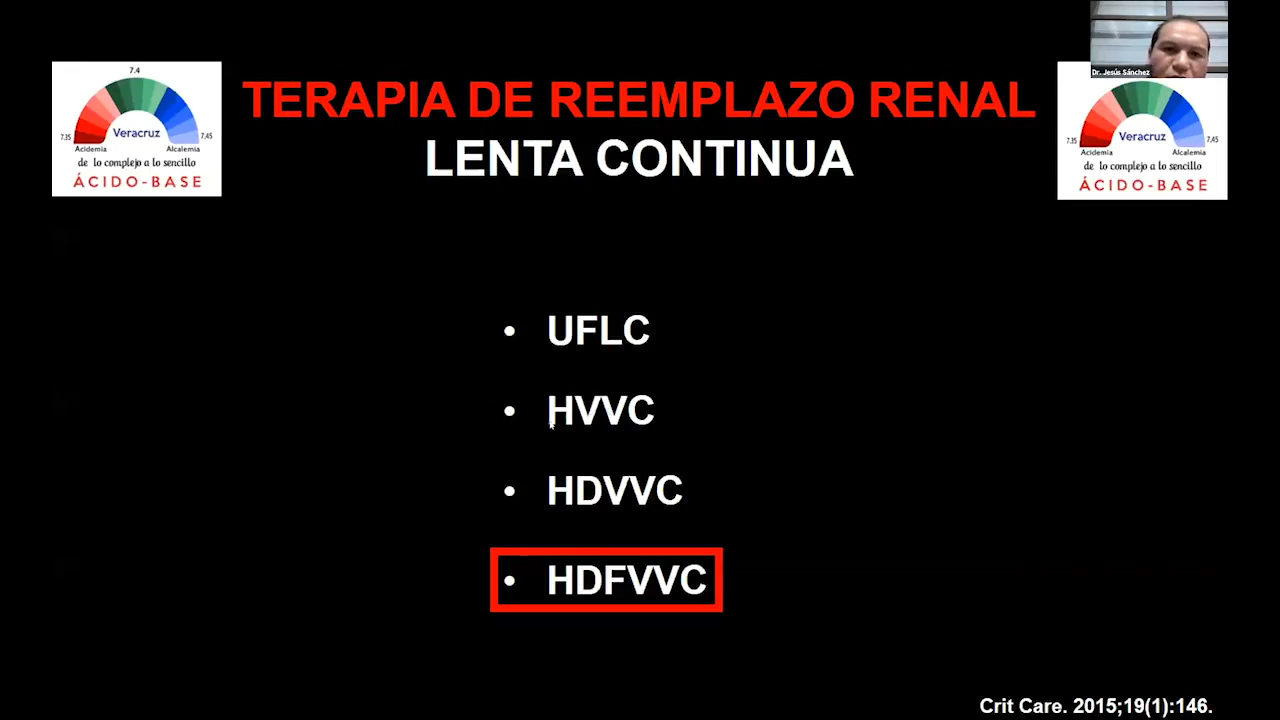 Dr. Jesús Sánchez
7.4
7.35
7.45
Veracruz
Acidemia
Alcalemia
de lo complejo a lo sencillo
ÁCIDO-BASE
TERAPIA DE REEMPLAZO RENAL
LENTA CONTINUA
7.35
7.45
Veracruz
Acidemia
Alcalemia
de lo complejo a lo sencillo
ÁCIDO-BASE
• UFLC
• HVVC
• HDVVC
• HDFVVC
Crit Care. 2015;19(1):146.